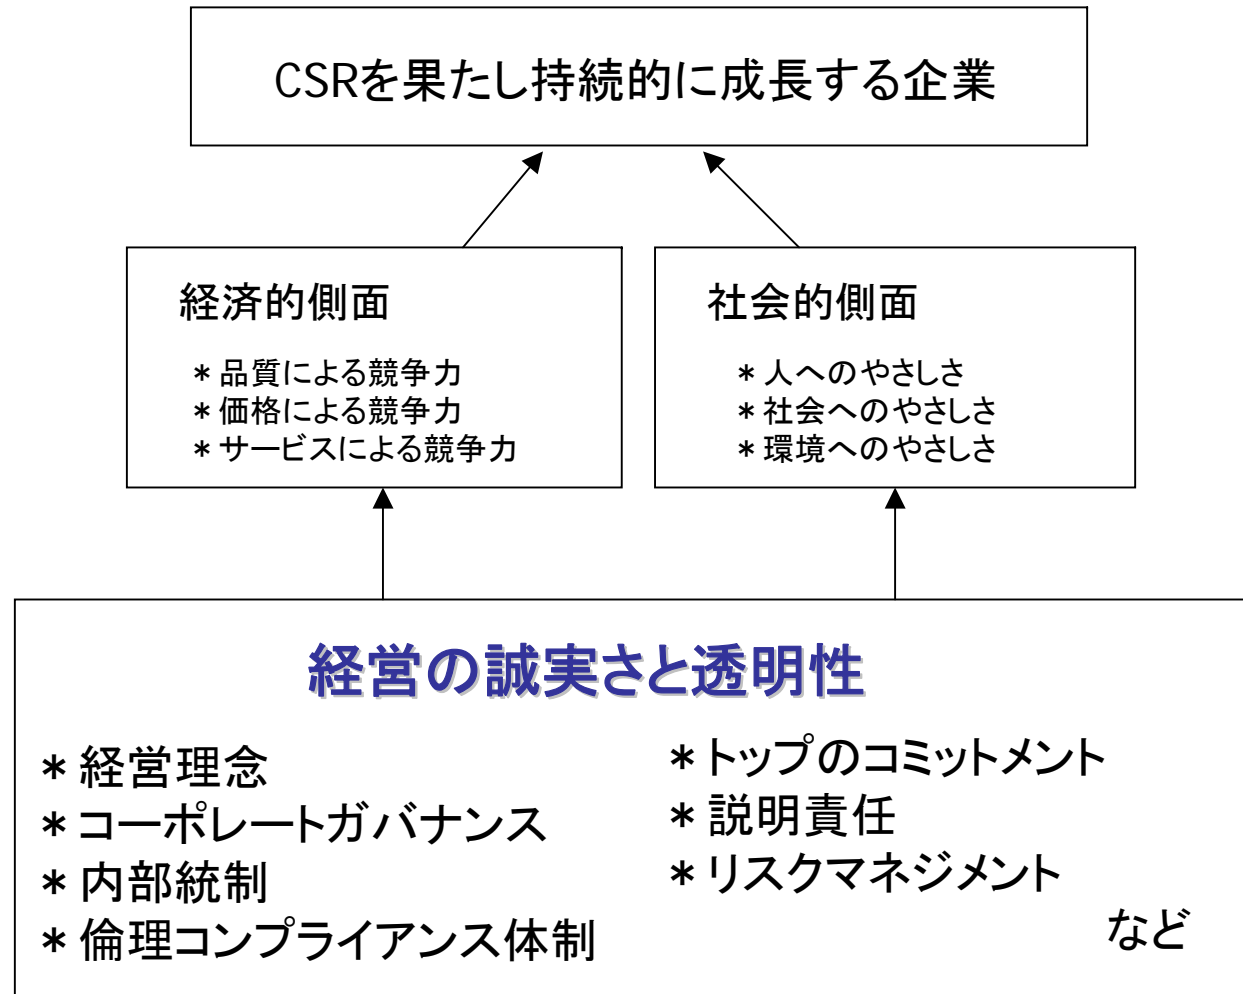 CSRを果たし持続的に成長する企業
経済的側面
＊品質による競争力
＊価格による競争力
＊サービスによる競争力
社会的側面
＊人へのやさしさ
＊社会へのやさしさ
＊環境へのやさしさ
経営の誠実さと透明性
＊経営理念
＊コーポレートガバナンス
＊内部統制
＊倫理コンプライアンス体制
＊トップのコミットメント
＊説明責任
＊リスクマネジメント
など